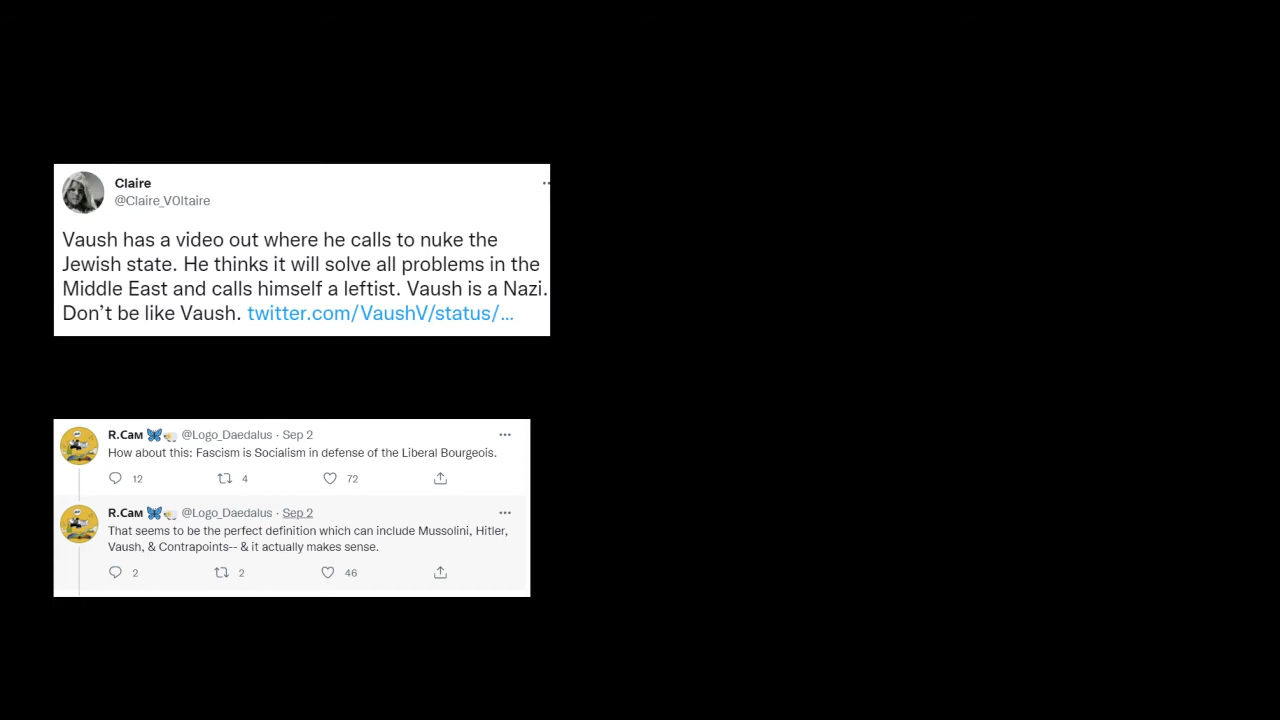 Claire
@Claire_V0ltaire
Vaush has a video out where he calls to nuke the
Jewish state. He thinks it will solve all problems in the
Middle East and calls himself a leftist. Vaush is a Nazi.
Don’t be like Vaush. twitter.com/VaushV/status/...
R.Cам @Logo_Daedalus · Sep 2
How about this: Fascism is Socialism in defense of the Liberal Bourgeois.
12 4 72
R.Cам @Logo_Daedalus · Sep 2
That seems to be the perfect definition which can include Mussolini, Hitler,
Vaush, & Contrapoints-- & it actually makes sense.
2 2 46